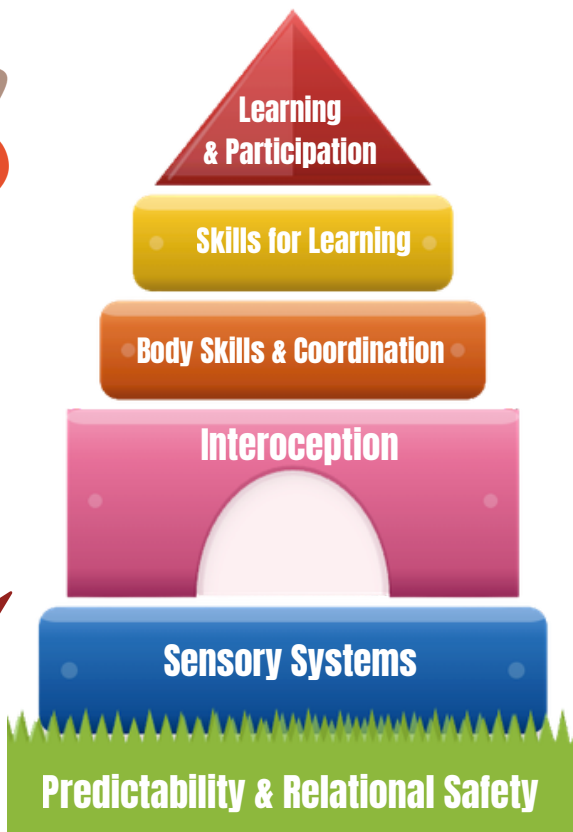 Learning
& Participation
Skills for Learning
Body Skills & Coordination
Interoception
Sensory Systems
Predictability & Relational Safety